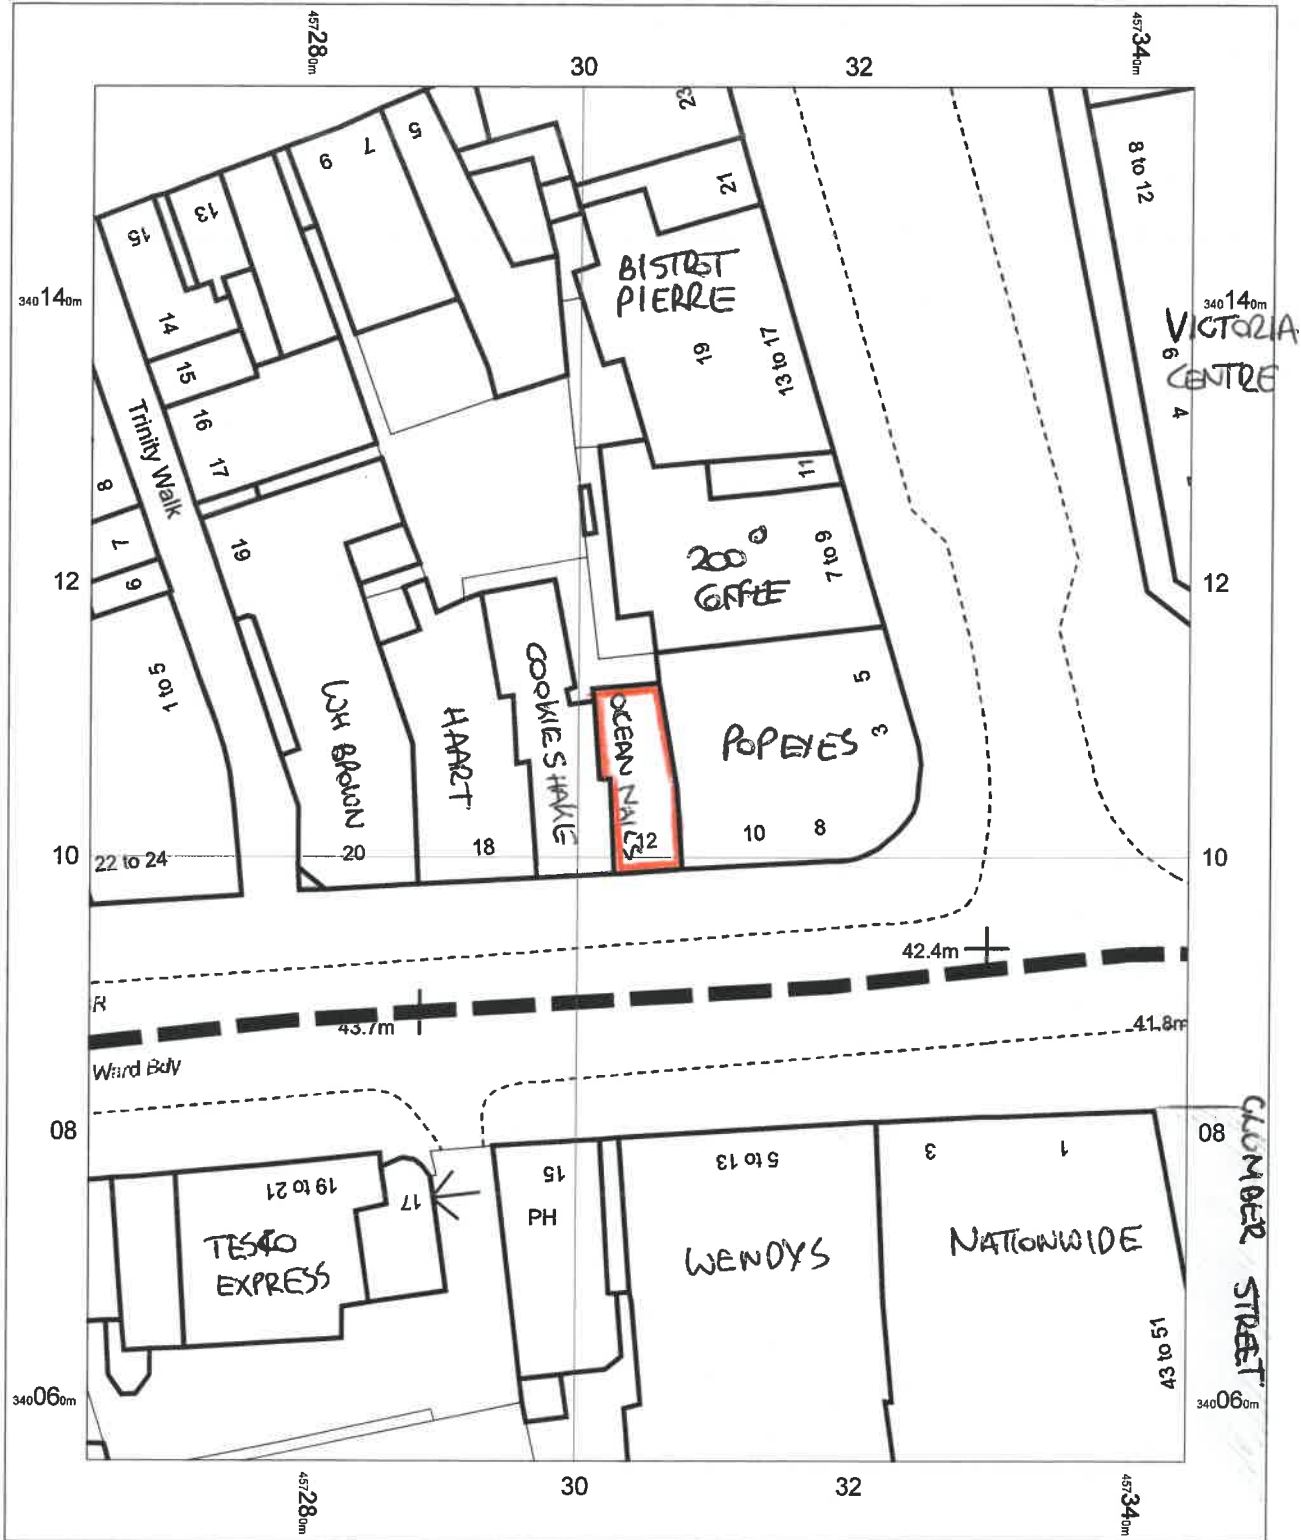 457280m
30
32
457340m
23
5
7
9
8 to 12
21
13
15
BISTROT
PIERRE
340140m
340140m
VICTORIA
CENTRE
6
4
14
19
13 to 17
15
16
17
Trinity Walk
8
7
6
11
19
200°
COFFEE
7 to 9
12
12
1 to 5
5
3
WH BROWN
HAART
COOKIE SHAKE
OCEAN NAILS
POPEYES
10
22 to 24
20
18
12
10
8
10
42.4m
R
43.7m
41.8m
Ward Bdy
08
08
CLUMBER STREET
19 to 21
17
15
PH
5 to 13
3
1
TESCO
EXPRESS
WENDYS
NATIONWIDE
43 to 51
340060m
340060m
457280m
30
32
457340m